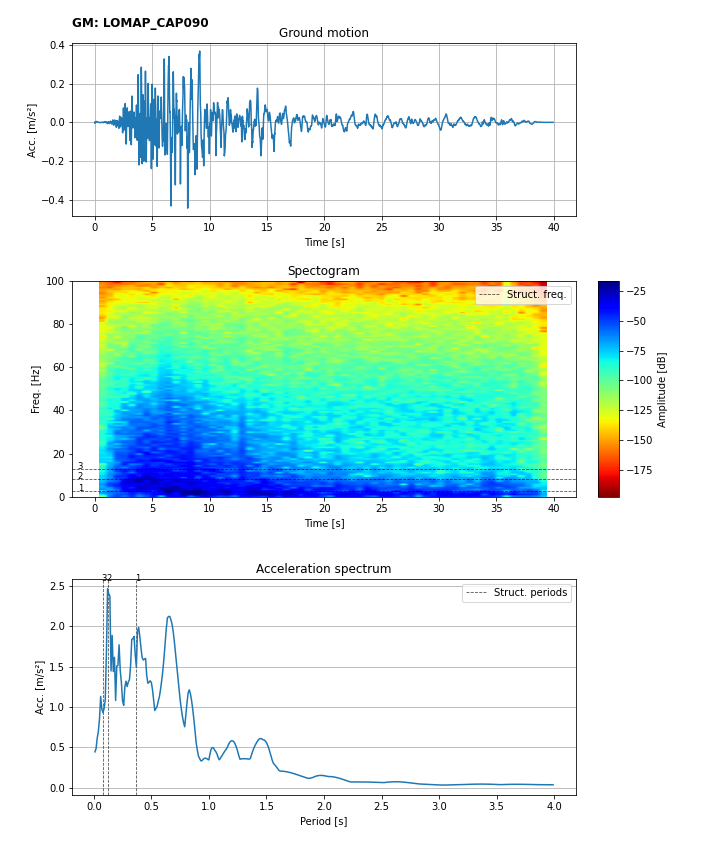 GM: LOMAP_CAP090
Ground motion
0.4
0.2
0.0
−0.2
−0.4
Acc. [m/s²]
0 5 10 15 20 25 30 35 40
Time [s]
Spectogram
100
80
60
40
20
0
Freq. [Hz]
Struct. freq.
3
2
1
0 5 10 15 20 25 30 35 40
Time [s]
−25
−50
−75
−100
−125
−150
−175
Amplitude [dB]
Acceleration spectrum
32 1
2.5
2.0
1.5
1.0
0.5
0.0
Acc. [m/s²]
Struct. periods
0.0 0.5 1.0 1.5 2.0 2.5 3.0 3.5 4.0
Period [s]